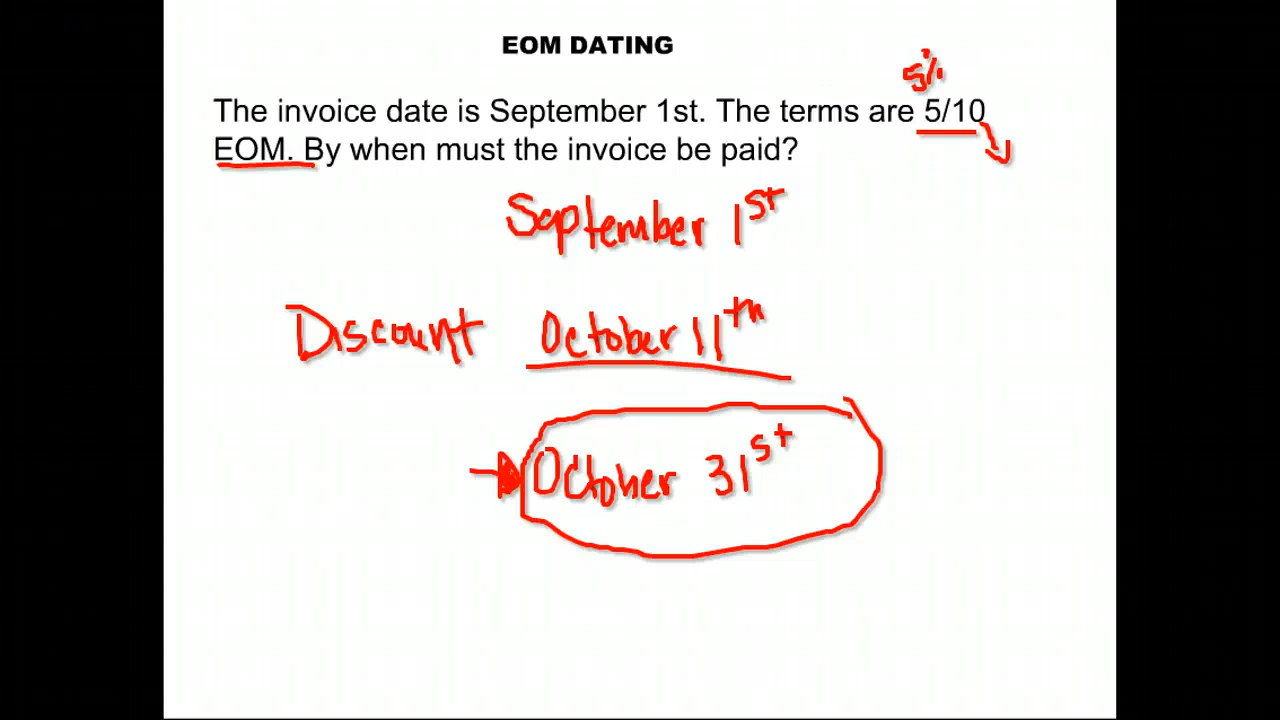 EOM DATING
5%
The invoice date is September 1st. The terms are 5/10
EOM. By when must the invoice be paid?
September 1st
Discount October 11th
October 31st